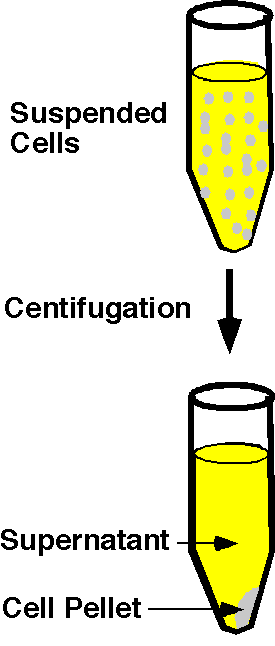 Suspended
Cells
Centifugation
Supernatant
Cell Pellet